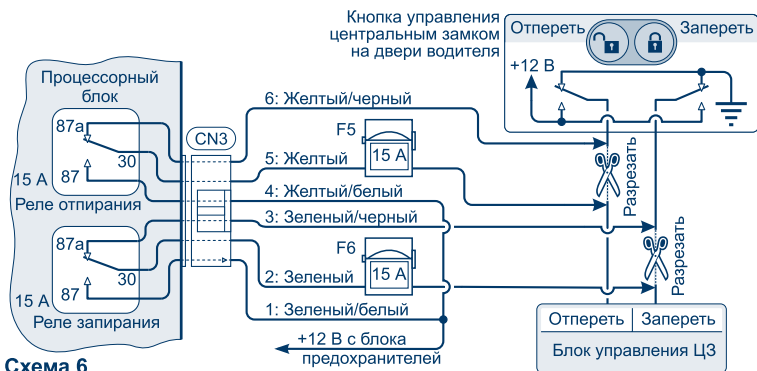 Кнопка управления
центральным замком
на двери водителя
Отпереть
Запереть
+12 В
Процессорный
блок
87а
30
15 А 87
Реле отпирания
87а
30
15 А 87
Реле запирания
CN3
6: Желтый/черный
F5
15 А
5: Желтый
4: Желтый/белый
3: Зеленый/черный
F6
15 А
2: Зеленый
1: Зеленый/белый
+12 В с блока
предохранителей
Разрезать
Разрезать
Отпереть Запереть
Блок управления ЦЗ
Схема 6